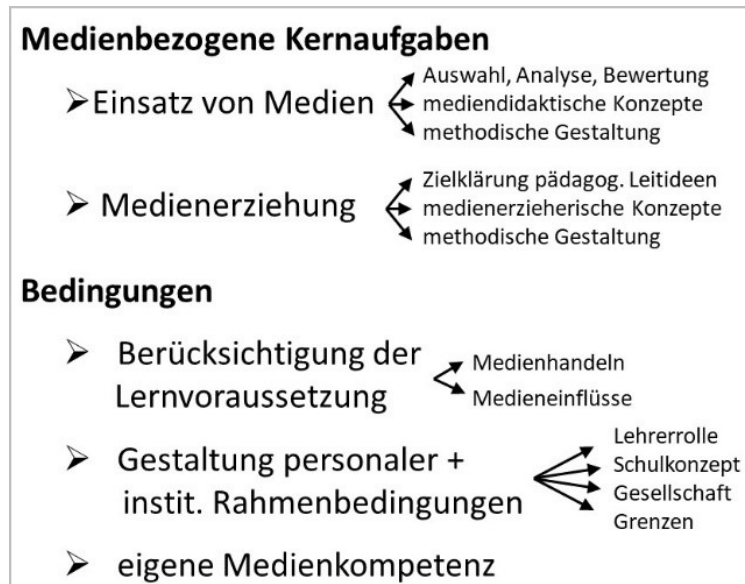 Medienbezogene Kernaufgaben
Einsatz von Medien
Auswahl, Analyse, Bewertung
mediendidaktische Konzepte
methodische Gestaltung
Medienerziehung
Zielklärung pädagog. Leitideen
medienerzieherische Konzepte
methodische Gestaltung
Bedingungen
Berücksichtigung der
Lernvoraussetzung
Medienhandeln
Medieneinflüsse
Gestaltung personaler +
instit. Rahmenbedingungen
Lehrerrolle
Schulkonzept
Gesellschaft
Grenzen
eigene Medienkompetenz